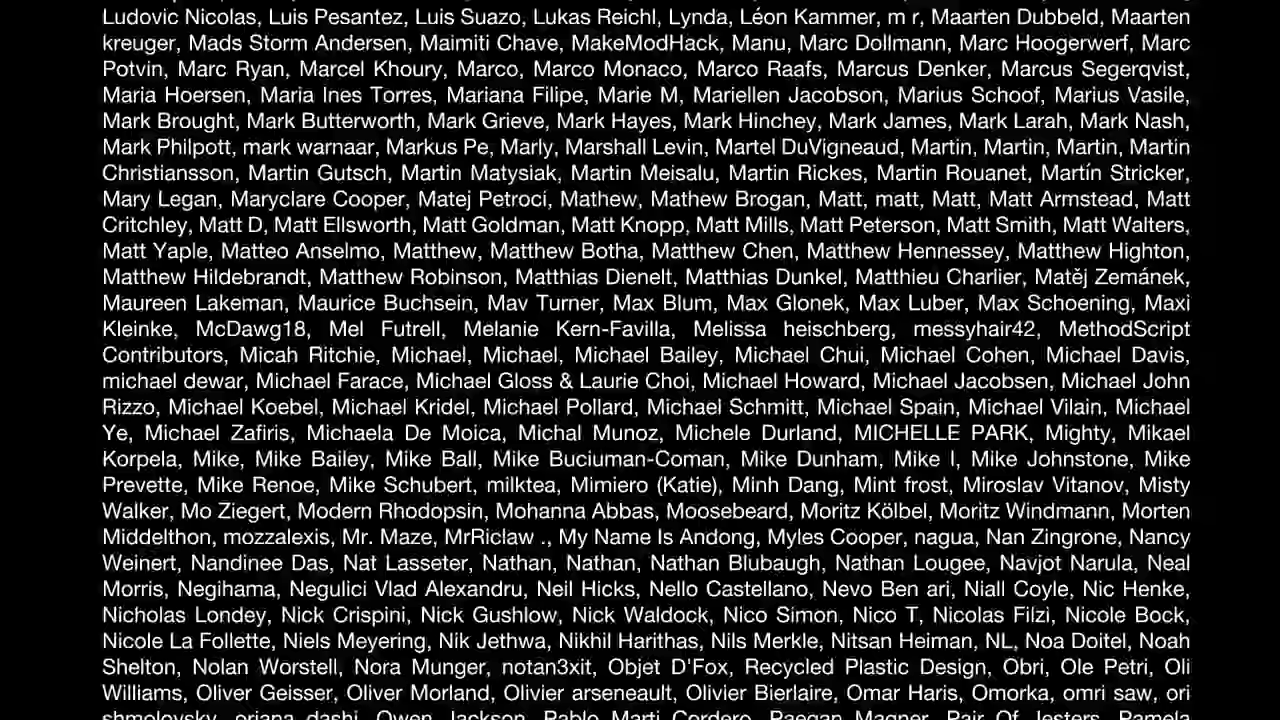 Ludovic Nicolas, Luis Pesantez, Luis Suazo, Lukas Reichl, Lynda, Léon Kammer, m r, Maarten Dubbeld, Maarten
kreuger, Mads Storm Andersen, Maimiti Chave, MakeModHack, Manu, Marc Dollmann, Marc Hoogerwerf, Marc
Potvin, Marc Ryan, Marcel Khoury, Marco, Marco Monaco, Marco Raafs, Marcus Denker, Marcus Segerqvist,
Maria Hoersen, Maria Ines Torres, Mariana Filipe, Marie M, Mariellen Jacobson, Marius Schoof, Marius Vasile,
Mark Brought, Mark Butterworth, Mark Grieve, Mark Hayes, Mark Hinchey, Mark James, Mark Larah, Mark Nash,
Mark Philpott, mark warnaar, Markus Pe, Marly, Marshall Levin, Martel DuVigneaud, Martin, Martin, Martin, Martin
Christiansson, Martin Gutsch, Martin Matysiak, Martin Meisalu, Martin Rickes, Martin Rouanet, Martín Stricker,
Mary Legan, Maryclare Cooper, Matej Petroci, Mathew, Mathew Brogan, Matt, matt, Matt, Matt Armstead, Matt
Critchley, Matt D, Matt Ellsworth, Matt Goldman, Matt Knopp, Matt Mills, Matt Peterson, Matt Smith, Matt Walters,
Matt Yaple, Matteo Anselmo, Matthew, Matthew Botha, Matthew Chen, Matthew Hennessey, Matthew Highton,
Matthew Hildebrandt, Matthew Robinson, Matthias Dienelt, Matthias Dunkel, Matthieu Charlier, Matěj Zemánek,
Maureen Lakeman, Maurice Buchsein, Mav Turner, Max Blum, Max Glonek, Max Luber, Max Schoening, Maxi
Kleinke, McDawg18, Mel Futrell, Melanie Kern-Favilla, Melissa heischberg, messyhair42, MethodScript
Contributors, Micah Ritchie, Michael, Michael, Michael Bailey, Michael Chui, Michael Cohen, Michael Davis,
michael dewar, Michael Farace, Michael Gloss & Laurie Choi, Michael Howard, Michael Jacobsen, Michael John
Rizzo, Michael Koebel, Michael Kridel, Michael Pollard, Michael Schmitt, Michael Spain, Michael Vilain, Michael
Ye, Michael Zafiris, Michaela De Moica, Michal Munoz, Michele Durland, MICHELLE PARK, Mighty, Mikael
Korpela, Mike, Mike Bailey, Mike Ball, Mike Buciuman-Coman, Mike Dunham, Mike I, Mike Johnstone, Mike
Prevette, Mike Renoe, Mike Schubert, milktea, Mimiero (Katie), Minh Dang, Mint frost, Miroslav Vitanov, Misty
Walker, Mo Ziegert, Modern Rhodopsin, Mohanna Abbas, Moosebeard, Moritz Kölbel, Moritz Windmann, Morten
Middelthon, mozzalexis, Mr. Maze, MrRiclaw ., My Name Is Andong, Myles Cooper, nagua, Nan Zingrone, Nancy
Weinert, Nandinee Das, Nat Lasseter, Nathan, Nathan, Nathan Blubaugh, Nathan Lougee, Navjot Narula, Neal
Morris, Negihama, Negulici Vlad Alexandru, Neil Hicks, Nello Castellano, Nevo Ben ari, Niall Coyle, Nic Henke,
Nicholas Londey, Nick Crispini, Nick Gushlow, Nick Waldock, Nico Simon, Nico T, Nicolas Filzi, Nicole Bock,
Nicole La Follette, Niels Meyering, Nik Jethwa, Nikhil Harithas, Nils Merkle, Nitsan Heiman, NL, Noa Doitel, Noah
Shelton, Nolan Worstell, Nora Munger, notan3xit, Objet D'Fox, Recycled Plastic Design, Obri, Ole Petri, Oli
Williams, Oliver Geisser, Oliver Morland, Olivier arseneault, Olivier Bierlaire, Omar Haris, Omorka, omri saw, ori
shmolovsky, oriana dashi, Owen Jackson, Pablo Marti Cordero, Paegan Magner, Pair Of Jesters, Pamela